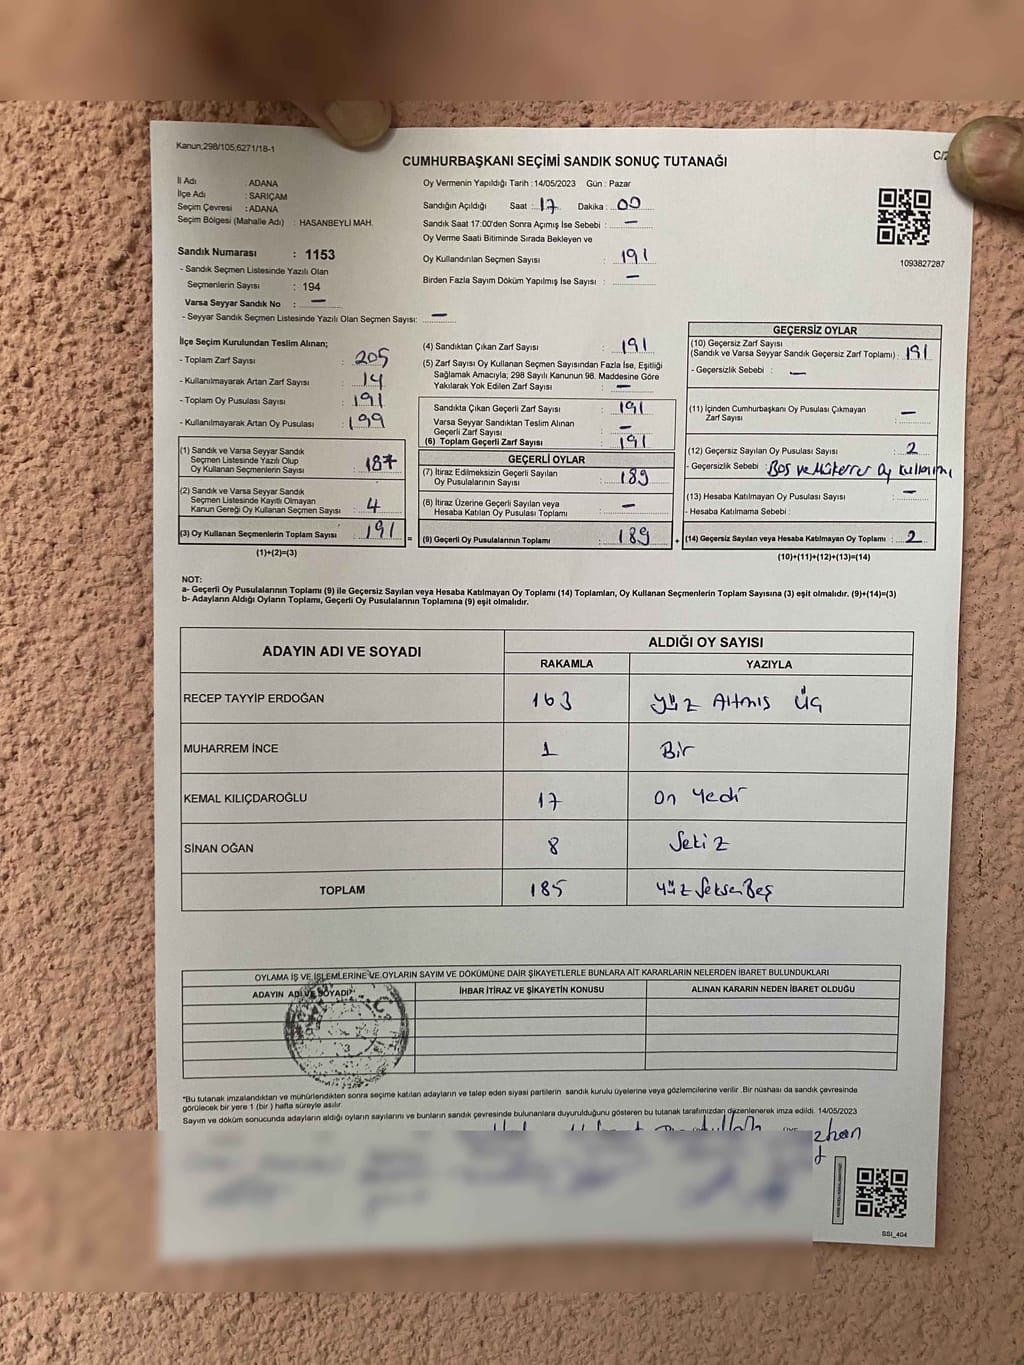 Kanun;298/105,6271/18-1
CUMHURBAŞKANI SEÇİMİ SANDIK SONUÇ TUTANAĞI
İl Adı : ADANA
İlçe Adı : SARIÇAM
Seçim Çevresi : ADANA
Seçim Bölgesi (Mahalle Adı) : HASANBEYLİ MAH.
Sandık Numarası : 1153
- Sandık Seçmen Listesinde Yazılı Olan
Seçmenlerin Sayısı : 194
Varsa Seyyar Sandık No : —
- Seyyar Sandık Seçmen Listesinde Yazılı Olan Seçmen Sayısı: —
Oy Vermenin Yapıldığı Tarih :14/05/2023 Gün : Pazar
Sandığın Açıldığı Saat : 17 Dakika : 00
Sandık Saat 17:00'den Sonra Açımış İse Sebebi : —
Oy Verme Saati Bitiminde Sırada Bekleyen ve
Oy Kullandırılan Seçmen Sayısı : 191
Birden Fazla Sayım Döküm Yapılmış İse Sayısı : —
1093827287
İlçe Seçim Kurulundan Teslim Alınan;
- Toplam Zarf Sayısı : 205
- Kullanılmayarak Artan Zarf Sayısı : 14
- Toplam Oy Pusulası Sayısı : 191
- Kullanılmayarak Artan Oy Pusulası : 199
(1) Sandık ve Varsa Seyyar Sandık
Seçmen Listesinde Yazılı Olup
Oy Kullanan Seçmenlerin Sayısı : 187
(2) Sandık ve Varsa Seyyar Sandık
Seçmen Listesinde Kayıtlı Olmayan
Kanun Gereği Oy Kullanan Seçmen Sayısı : 4
(3) Oy Kullanan Seçmenlerin Toplam Sayısı : 191
(1)+(2)=(3)
(4) Sandıktan Çıkan Zarf Sayısı : 191
(5) Zarf Sayısı Oy Kullanan Seçmen Sayısından Fazla İse, Eşitliği
Sağlamak Amacıyla; 298 Sayılı Kanunun 98. Maddesine Göre
Yakılarak Yok Edilen Zarf Sayısı : —
Sandıkta Çıkan Geçerli Zarf Sayısı : 191
Varsa Seyyar Sandıktan Teslim Alınan
Geçerli Zarf Sayısı : —
(6) Toplam Geçerli Zarf Sayısı : 191
GEÇERLİ OYLAR
(7) İtiraz Edilmeksizin Geçerli Sayılan
Oy Pusulalarının Sayısı : 189
(8) İtiraz Üzerine Geçerli Sayılan veya
Hesaba Katılan Oy Pusulası Toplamı : —
= (9) Geçerli Oy Pusulalarının Toplamı : 189
GEÇERSİZ OYLAR
(10) Geçersiz Zarf Sayısı
(Sandık ve Varsa Seyyar Sandık Geçersiz Zarf Toplamı) : 191
- Geçersizlik Sebebi : —
(11) İçinden Cumhurbaşkanı Oy Pusulası Çıkmayan
Zarf Sayısı : —
(12) Geçersiz Sayılan Oy Pusulası Sayısı : 2
- Geçersizlik Sebebi : Boş ve Mükerrer oy kullanımı
(13) Hesaba Katılmayan Oy Pusulası Sayısı : —
- Hesaba Katılmama Sebebi :
+ (14) Geçersiz Sayılan veya Hesaba Katılmayan Oy Toplamı : 2
(10)+(11)+(12)+(13)=(14)
NOT:
a- Geçerli Oy Pusulalarının Toplamı (9) ile Geçersiz Sayılan veya Hesaba Katılmayan Oy Toplamı (14) Toplamları, Oy Kullanan Seçmenlerin Toplam Sayısına (3) eşit olmalıdır. (9)+(14)=(3)
b- Adayların Aldığı Oyların Toplamı, Geçerli Oy Pusulalarının Toplamına (9) eşit olmalıdır.
ADAYIN ADI VE SOYADI ALDIĞI OY SAYISI
RAKAMLA YAZIYLA
RECEP TAYYİP ERDOĞAN 163 Yüz Altmış Üç
MUHARREM İNCE 1 Bir
KEMAL KILIÇDAROĞLU 17 On Yedi
SİNAN OĞAN 8 Sekiz
TOPLAM 185 Yüz Seksen Beş
OYLAMA İŞ VE İŞLEMLERİNE VE OYLARIN SAYIM VE DÖKÜMÜNE DAİR ŞİKAYETLERLE BUNLARA AİT KARARLARIN NELERDEN İBARET BULUNDUKLARI
ADAYIN ADI VE SOYADI İHBAR İTİRAZ VE ŞİKAYETİN KONUSU ALINAN KARARIN NEDEN İBARET OLDUĞU
*Bu tutanak imzalandıktan ve mühürlendikten sonra seçime katılan adayların ve talep eden siyasi partilerin sandık kurulu üyelerine veya gözlemcilerine verilir .Bir nüshası da sandık çevresinde
görülecek bir yere 1 (bir ) hafta süreyle asılır.
Sayım ve döküm sonucunda adayların aldığı oyların sayılarını ve bunların sandık çevresinde bulunanlara duyurulduğunu gösteren bu tutanak tarafımızdan düzenlenerek imza edildi. 14/05/2023
SSI_404